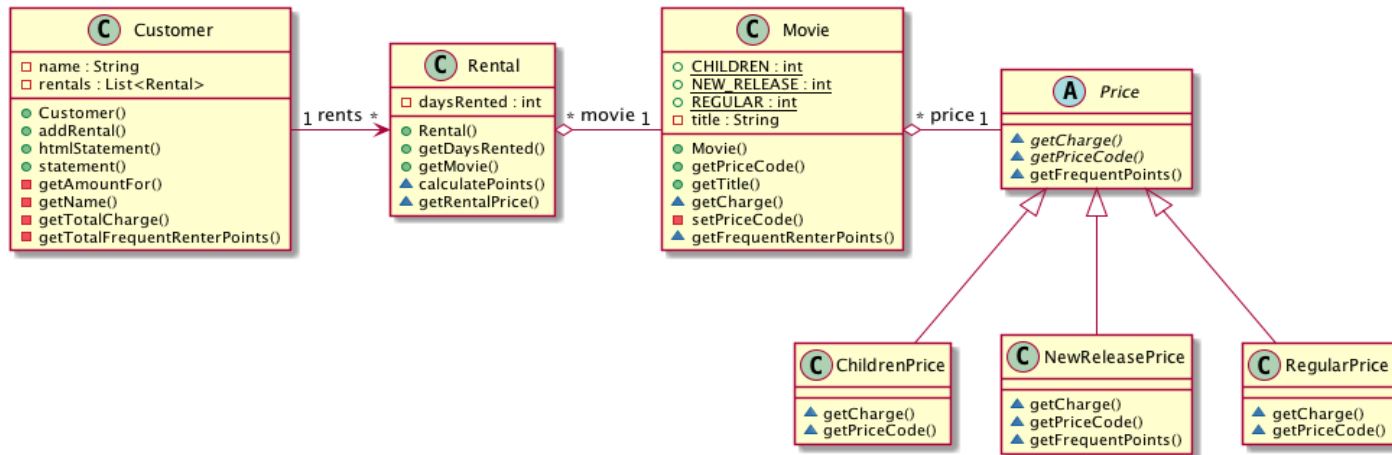 C Customer
name : String
rentals : List<Rental>
Customer()
addRental()
htmlStatement()
statement()
getAmountFor()
getName()
getTotalCharge()
getTotalFrequentRenterPoints()
1 rents *
C Rental
daysRented : int
Rental()
getDaysRented()
getMovie()
calculatePoints()
getRentalPrice()
* movie 1
C Movie
CHILDREN : int
NEW_RELEASE : int
REGULAR : int
title : String
Movie()
getPriceCode()
getTitle()
getCharge()
setPriceCode()
getFrequentRenterPoints()
* price 1
A Price
getCharge()
getPriceCode()
getFrequentPoints()
C ChildrenPrice
getCharge()
getPriceCode()
C NewReleasePrice
getCharge()
getPriceCode()
getFrequentPoints()
C RegularPrice
getCharge()
getPriceCode()